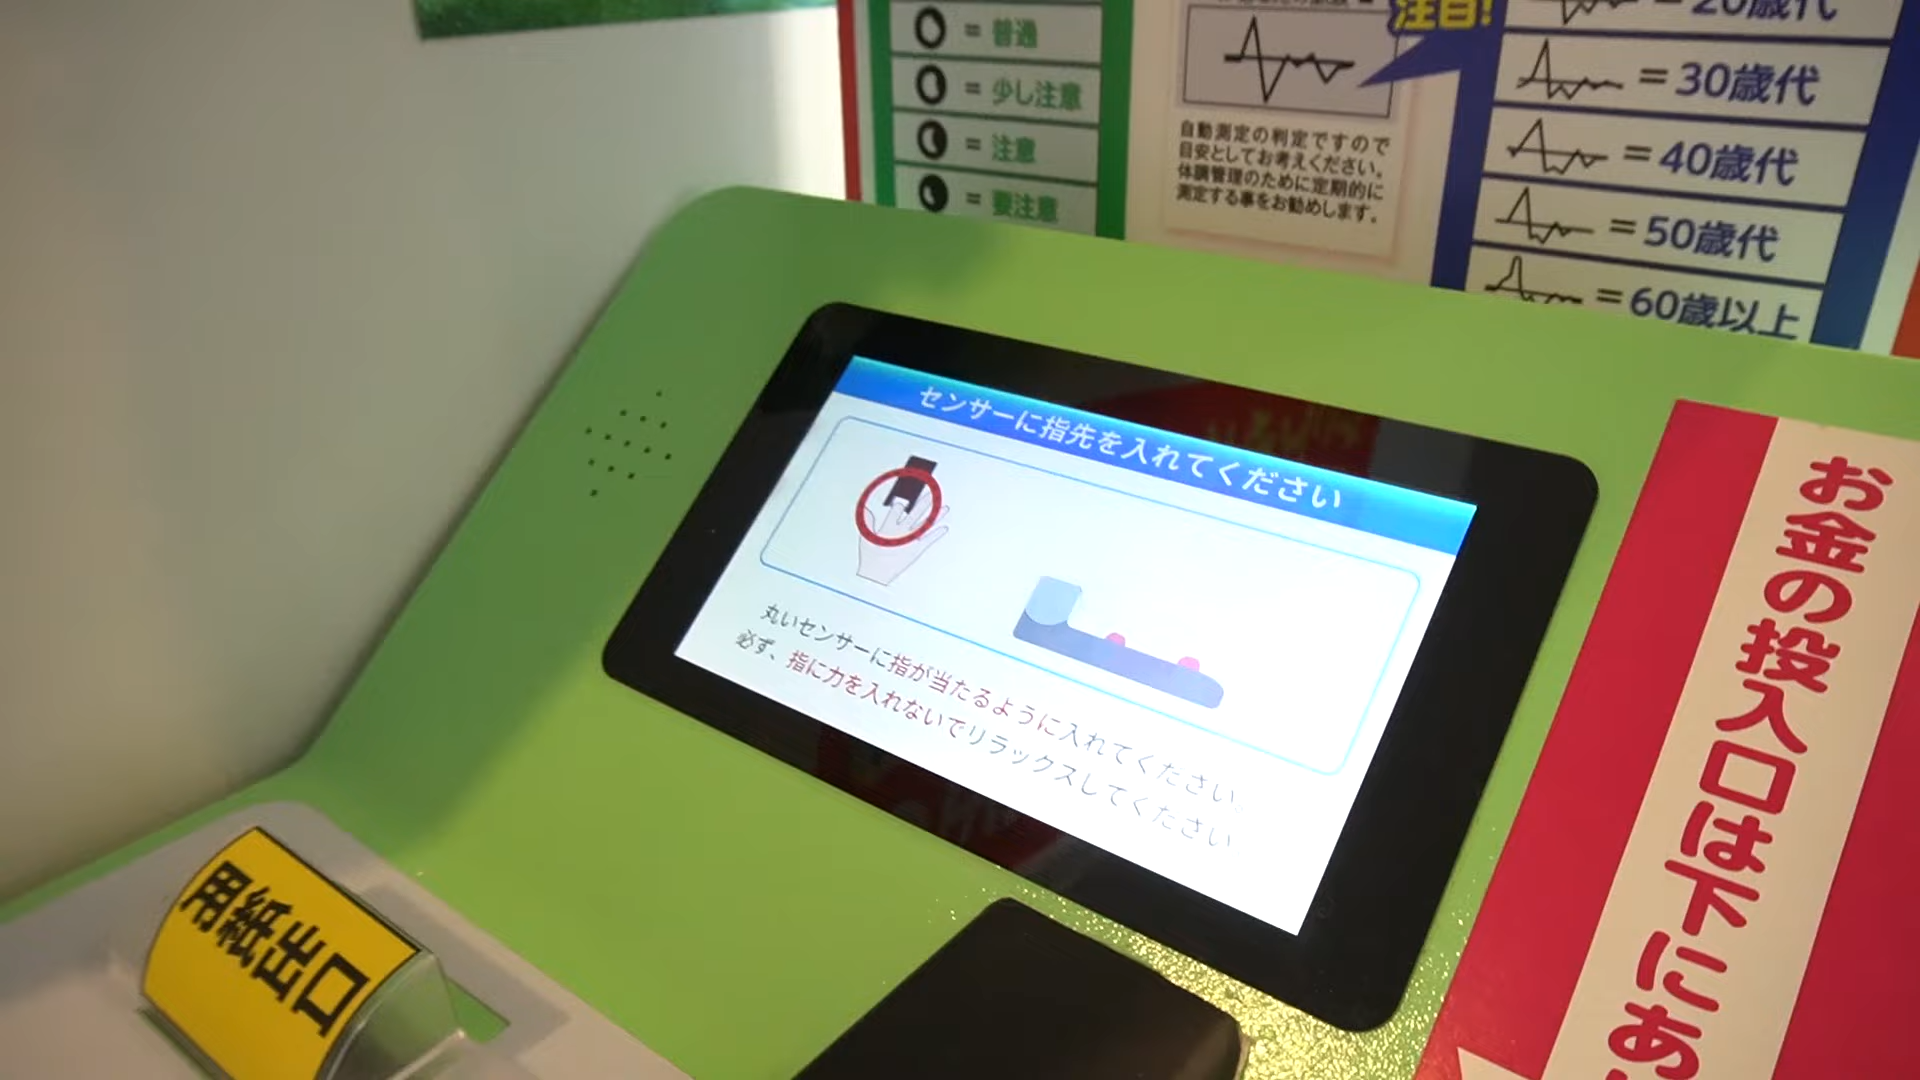 = 普通
= 少し注意
= 注意
= 要注意
注目!
自動測定の判定ですので
目安としてお考えください。
体調管理のために定期的に
測定する事をお勧めします。
= 20歳代
= 30歳代
= 40歳代
= 50歳代
= 60歳以上
センサーに指先を入れてください
丸いセンサーに指が当たるように入れてください。
必ず、指に力を入れないでリラックスしてください
お金の投入口は下にあ
用紙出口